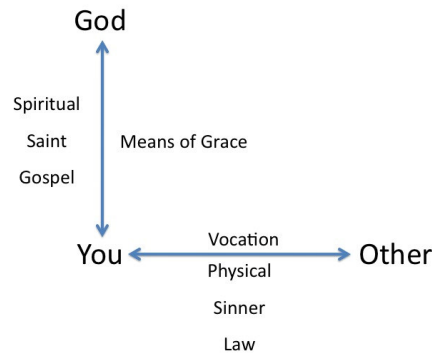 God
Spiritual
Saint
Means of Grace
Gospel
You
Vocation
Other
Physical
Sinner
Law